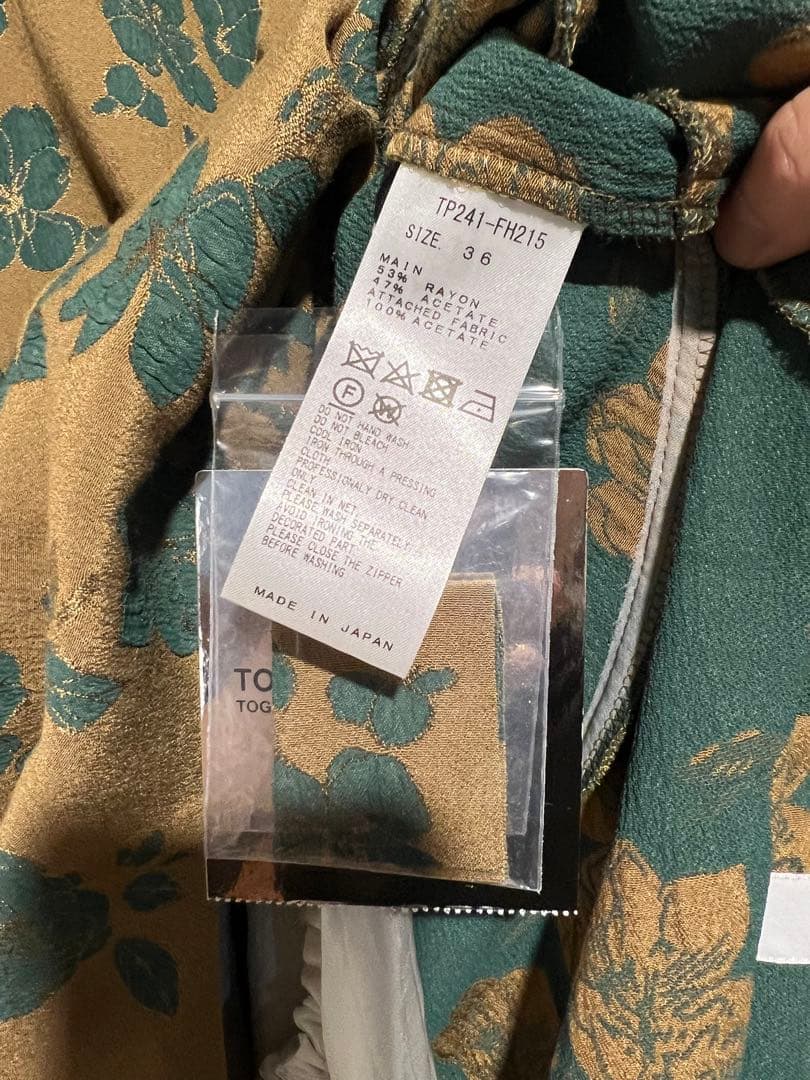 TP241-FH215
SIZE. 36
MAIN
53% RAYON
47% ACETATE
ATTACHED FABRIC
100% ACETATE
F
W
DO NOT HAND WASH
DO NOT BLEACH
COOL IRON
IRON THROUGH A PRESSING
CLOTH
PROFESSIONALY DRY CLEAN
ONLY
CLEAN IN NET
PLEASE WASH SEPARATELY
AVOID IRONING THE
DECORATED PART
PLEASE CLOSE THE ZIPPER
BEFORE WASHING
MADE IN JAPAN
TO
TOG